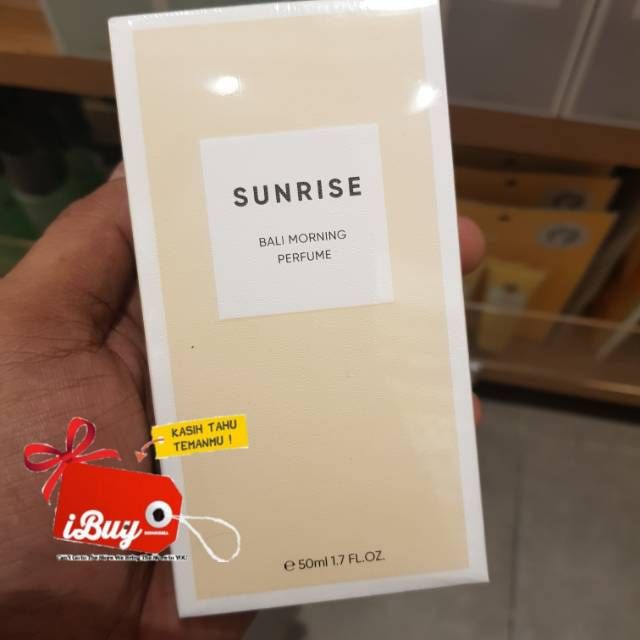 SUNRISE
BALI MORNING
PERFUME
KASIH TAHU
TEMANMU !
iBuy
℮ 50ml 1.7 FL.OZ.